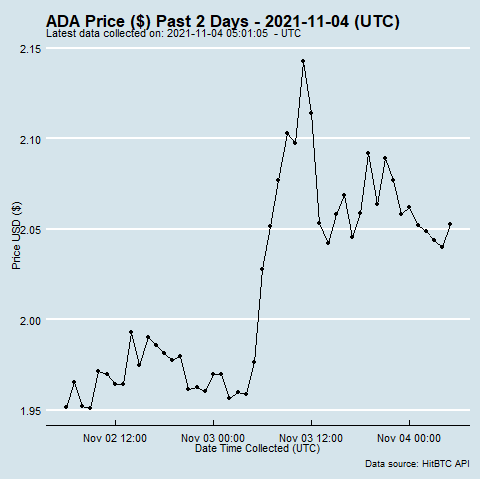 ADA Price ($) Past 2 Days - 2021-11-04 (UTC)
Latest data collected on: 2021-11-04 05:01:05  - UTC
2.15
2.10
2.05
2.00
1.95
Price USD ($)
Nov 02 12:00
Nov 03 00:00
Nov 03 12:00
Nov 04 00:00
Date Time Collected (UTC)
Data source: HitBTC API